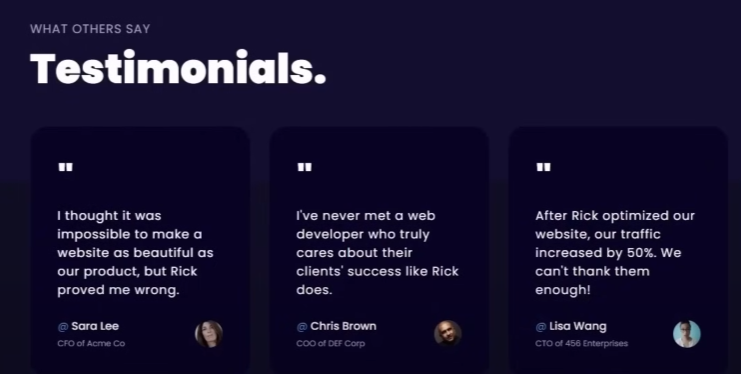 WHAT OTHERS SAY
Testimonials.
"
I thought it was
impossible to make a
website as beautiful as
our product, but Rick
proved me wrong.
@ Sara Lee
CFO of Acme Co
"
I've never met a web
developer who truly
cares about their
clients' success like Rick
does.
@ Chris Brown
COO of DEF Corp
"
After Rick optimized our
website, our traffic
increased by 50%. We
can't thank them
enough!
@ Lisa Wang
CTO of 456 Enterprises